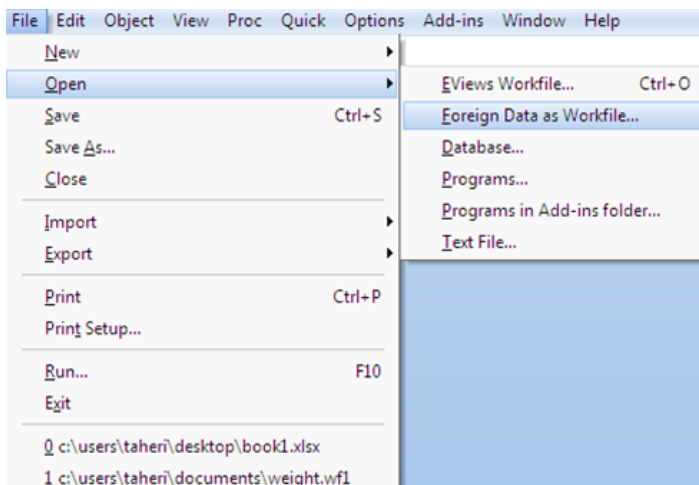 File Edit Object View Proc Quick Options Add-ins Window Help
New
Open
Save Ctrl+S
Save As...
Close
Import
Export
Print Ctrl+P
Print Setup...
Run... F10
Exit
0 c:\users\taheri\desktop\book1.xlsx
1 c:\users\taheri\documents\weight.wf1
EViews Workfile... Ctrl+O
Foreign Data as Workfile...
Database...
Programs...
Programs in Add-ins folder...
Text File...